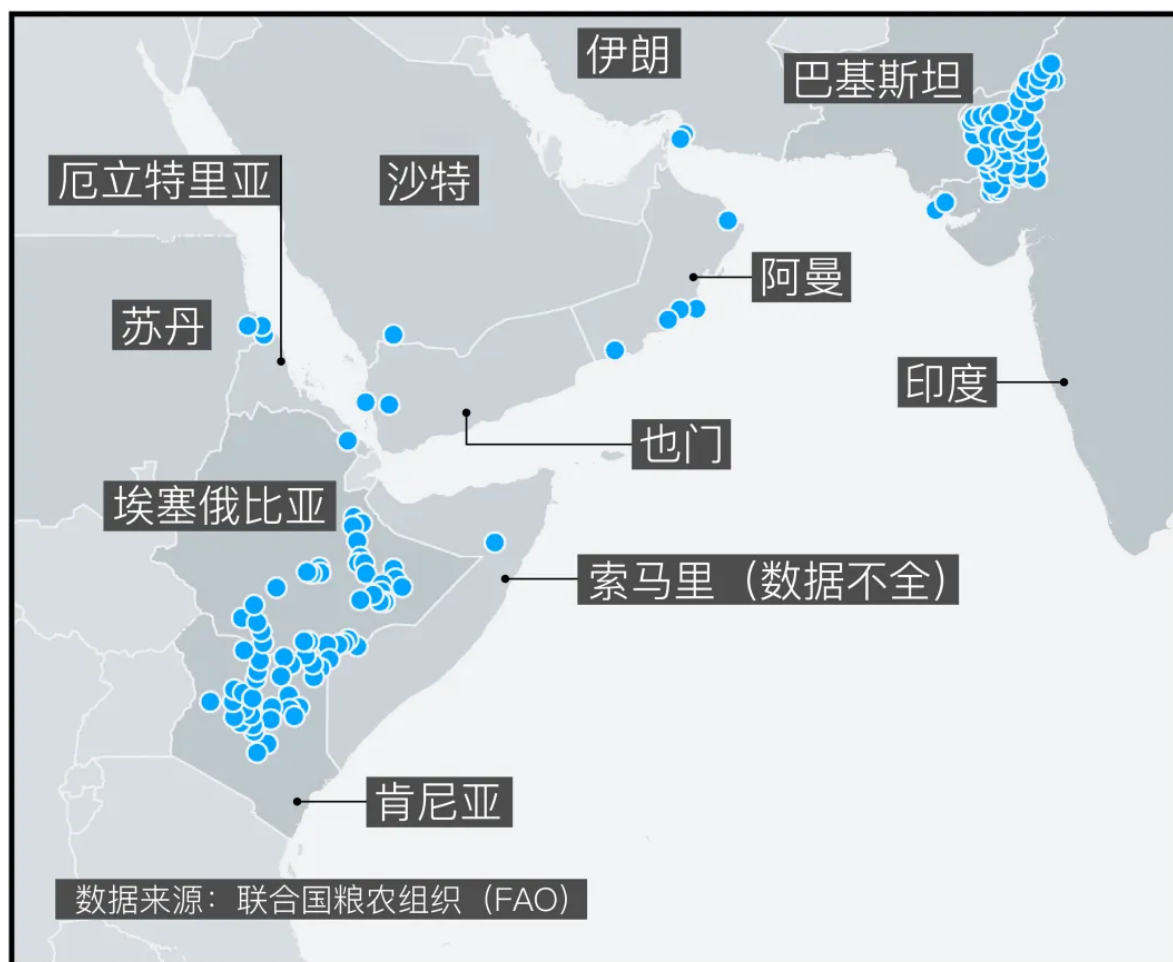 伊朗
巴基斯坦
厄立特里亚
沙特
阿曼
苏丹
印度
也门
埃塞俄比亚
索马里（数据不全）
肯尼亚
数据来源：联合国粮农组织（FAO）